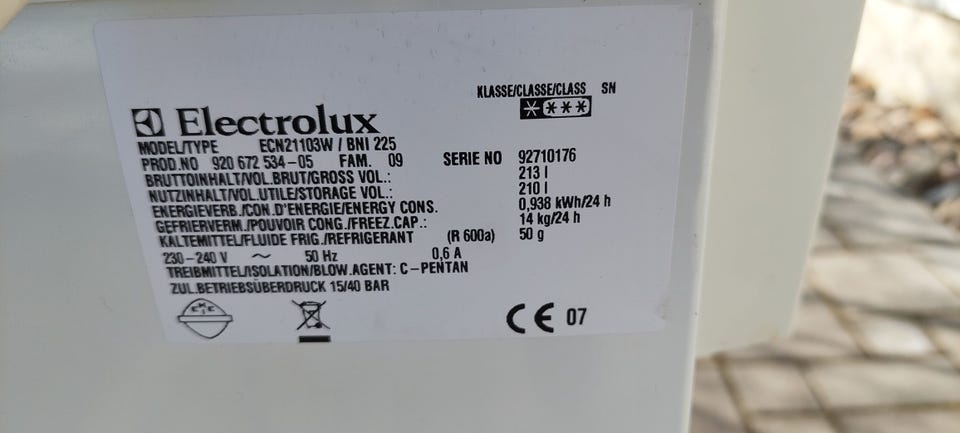 KLASSE/CLASSE/CLASS SN
Electrolux
MODEL/TYPE ECN21103W / BNI 225
PROD.NO 920 672 534-05 FAM. 09 SERIE NO 92710176
BRUTTOINHALT/VOL.BRUT/GROSS VOL.: 213 l
NUTZINHALT/VOL.UTILE/STORAGE VOL.: 210 l
ENERGIEVERB./CON.D'ENERGIE/ENERGY CONS. 0,938 kWh/24 h
GEFRIERVERM./POUVOIR CONG./FREEZ.CAP.: 14 kg/24 h
KALTEMITTEL/FLUIDE FRIG./REFRIGERANT (R 600a) 50 g
230-240 V ~ 50 Hz 0,6 A
TREIBMITTEL/ISOLATION/BLOW.AGENT: C-PENTAN
ZUL.BETRIEBSÜBERDRUCK 15/40 BAR
CE 07